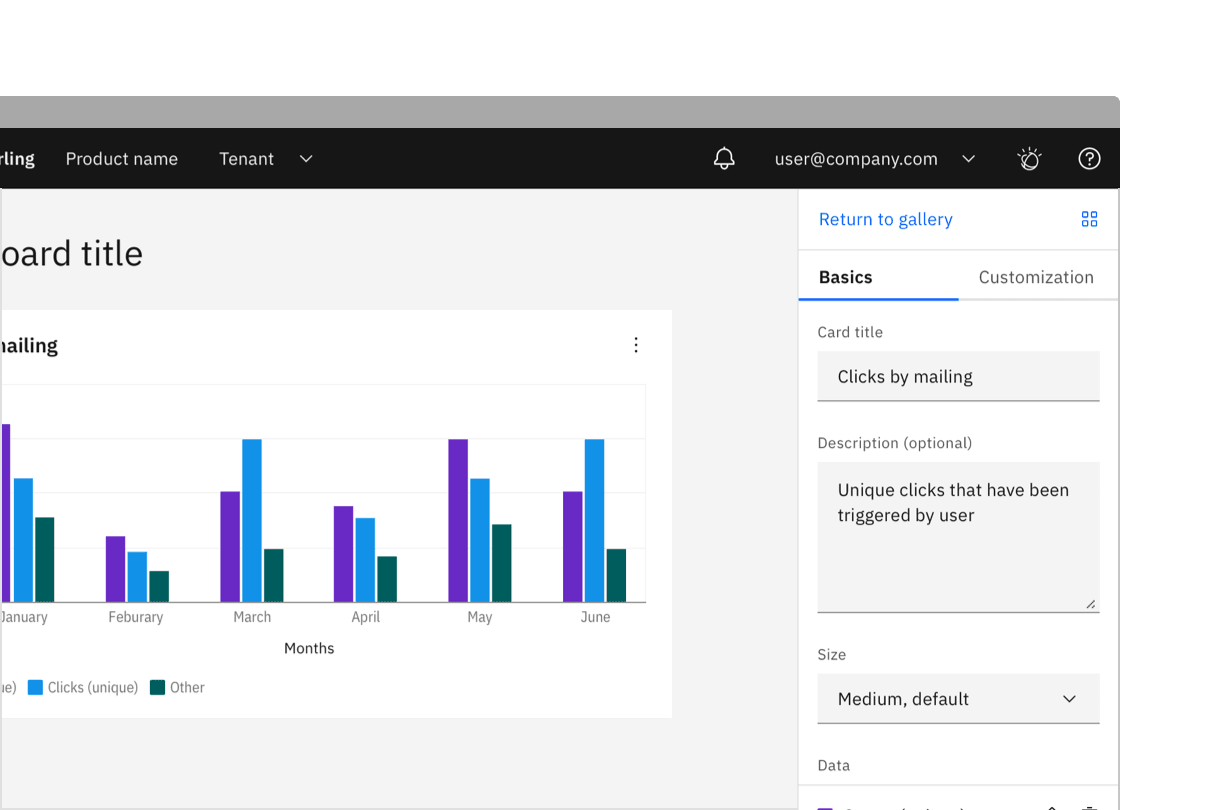 rling Product name Tenant user@company.com
Return to gallery
oard title
Basics Customization
Card title
mailing
Clicks by mailing
Description (optional)
Unique clicks that have been
triggered by user
January Feburary March April May June
Months
Size
ue) Clicks (unique) Other
Medium, default
Data